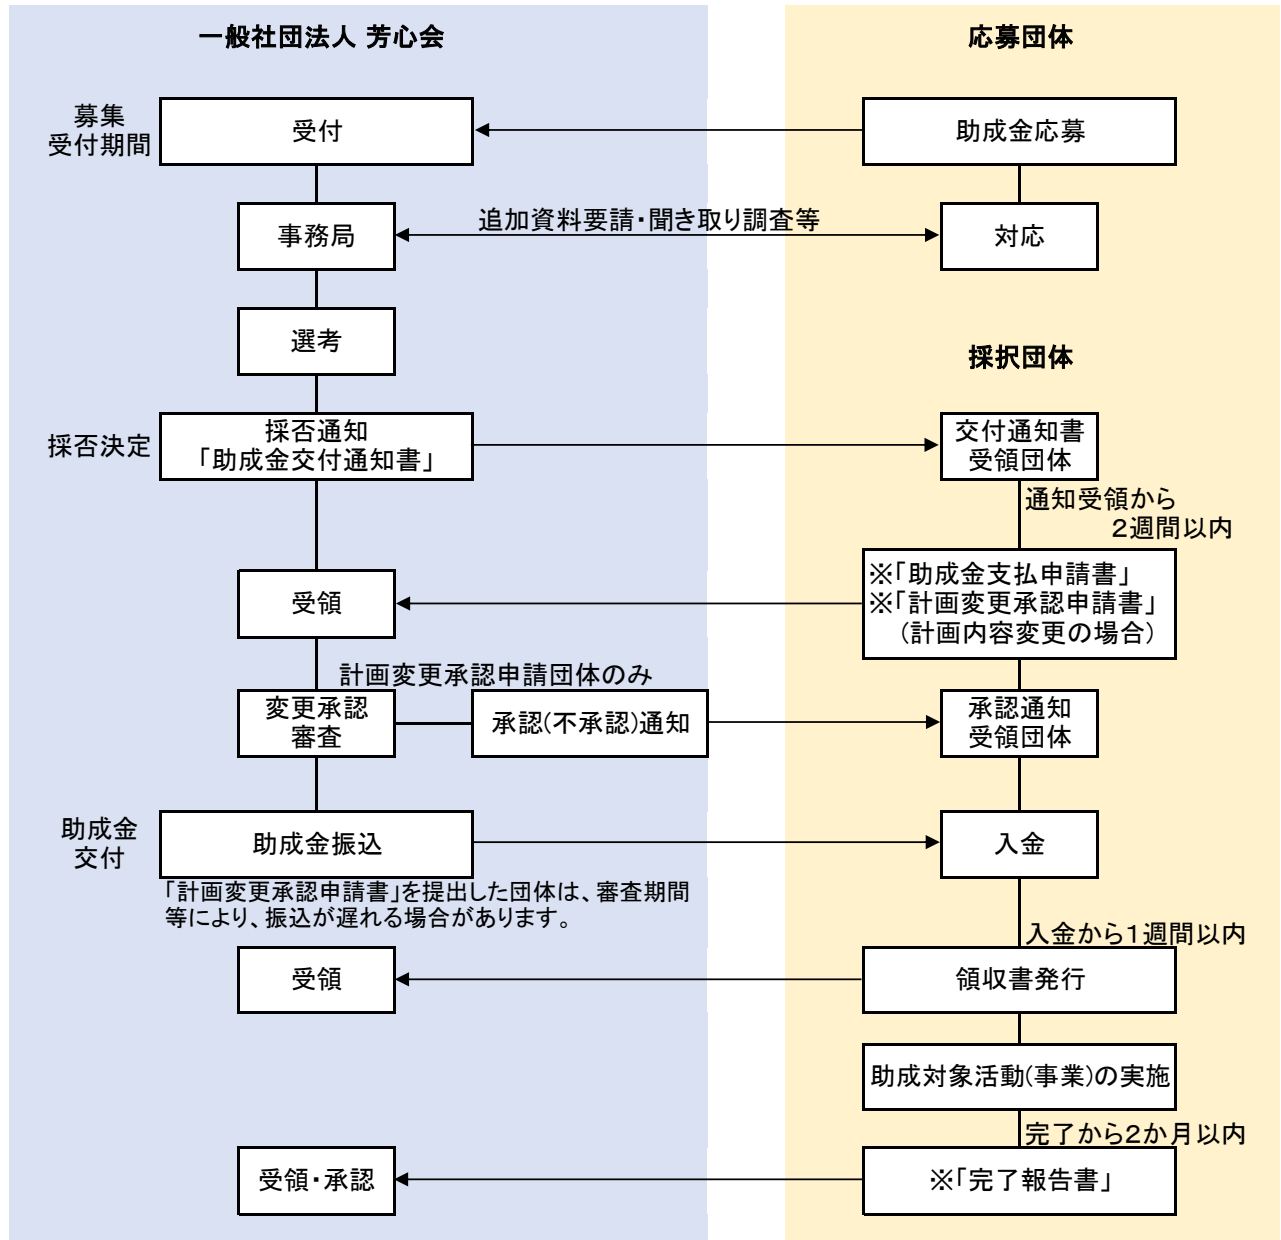 一般社団法人 芳心会
応募団体
募集
受付期間
受付
助成金応募
事務局
追加資料要請・聞き取り調査等
対応
選考
採択団体
採否決定
採否通知
「助成金交付通知書」
交付通知書
受領団体
通知受領から
2週間以内
受領
※「助成金支払申請書」
※「計画変更承認申請書」
(計画内容変更の場合)
計画変更承認申請団体のみ
変更承認
審査
承認(不承認)通知
承認通知
受領団体
助成金
交付
助成金振込
入金
「計画変更承認申請書」を提出した団体は、審査期間
等により、振込が遅れる場合があります。
入金から1週間以内
受領
領収書発行
助成対象活動(事業)の実施
完了から2か月以内
受領・承認
※「完了報告書」